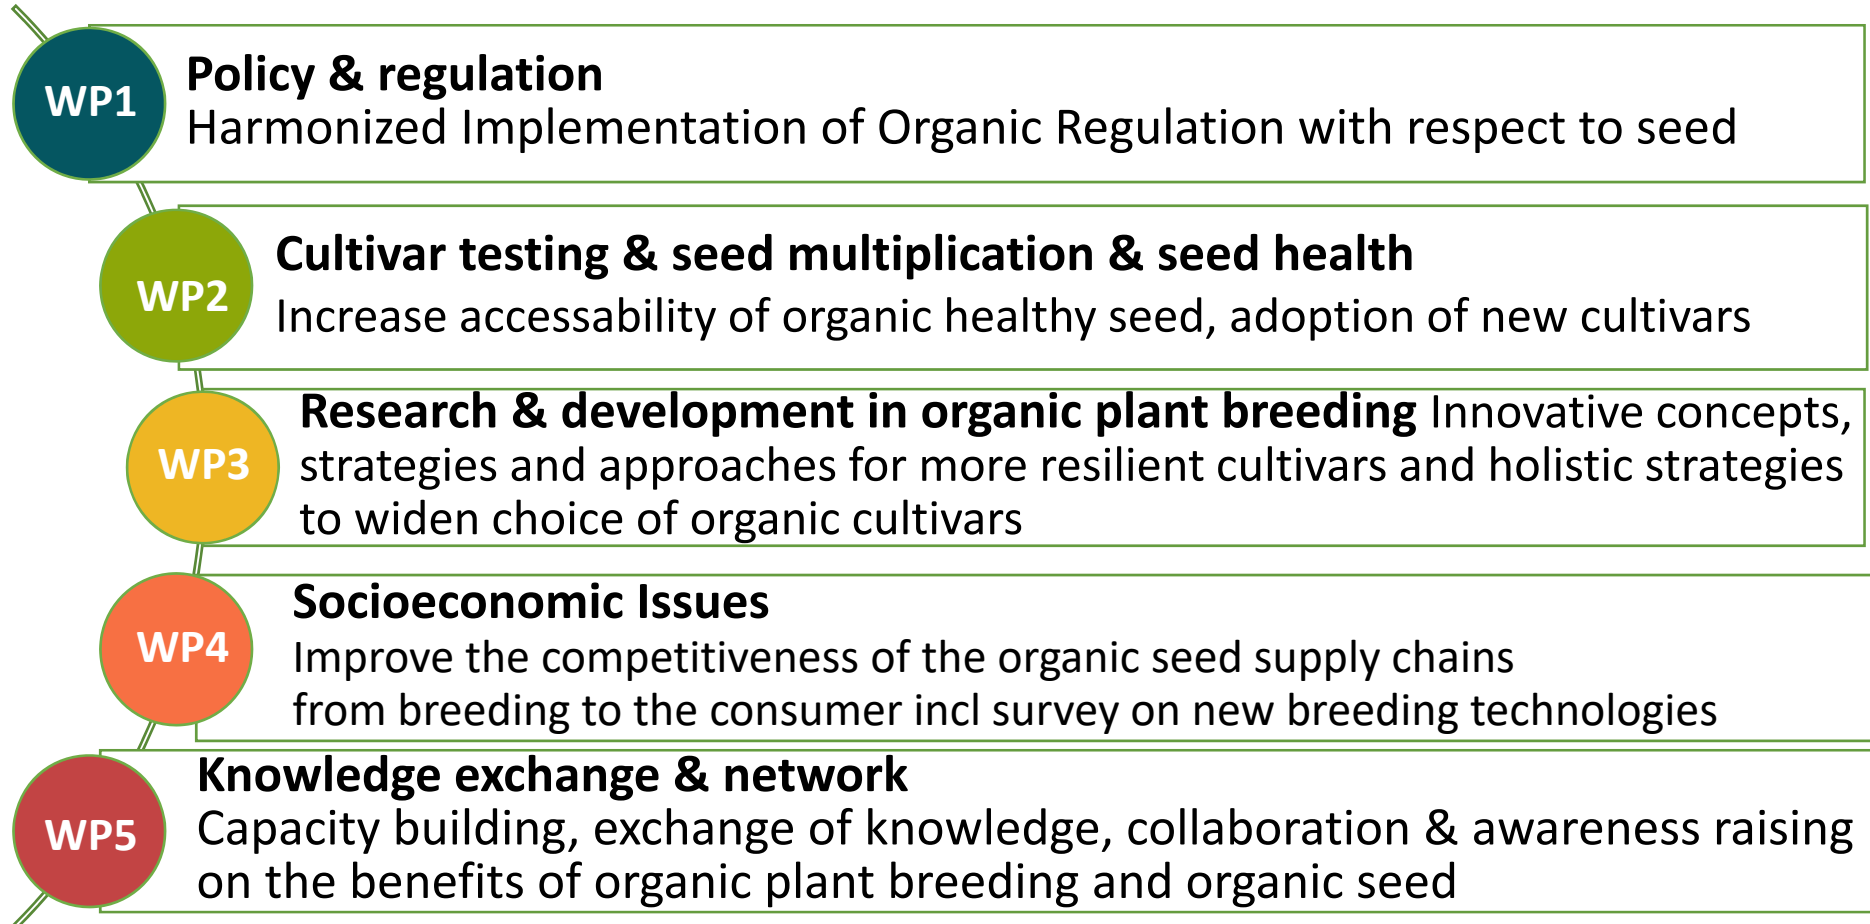 WP1
Policy & regulation
Harmonized Implementation of Organic Regulation with respect to seed
WP2
Cultivar testing & seed multiplication & seed health
Increase accessability of organic healthy seed, adoption of new cultivars
WP3
Research & development in organic plant breeding Innovative concepts,
strategies and approaches for more resilient cultivars and holistic strategies
to widen choice of organic cultivars
WP4
Socioeconomic Issues
Improve the competitiveness of the organic seed supply chains
from breeding to the consumer incl survey on new breeding technologies
WP5
Knowledge exchange & network
Capacity building, exchange of knowledge, collaboration & awareness raising
on the benefits of organic plant breeding and organic seed